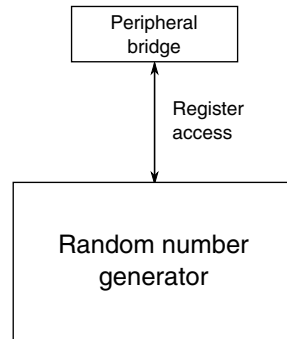 Peripheral
bridge
Register
access
Random number
generator